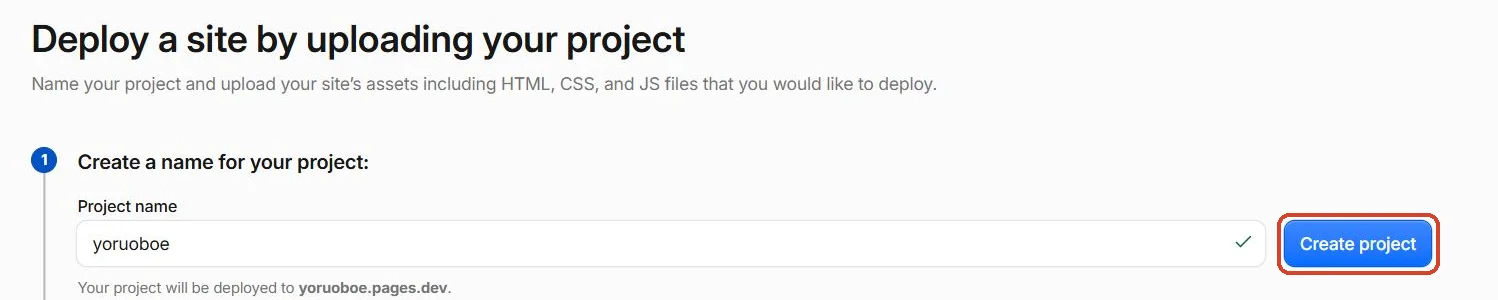 Deploy a site by uploading your project
Name your project and upload your site's assets including HTML, CSS, and JS files that you would like to deploy.
1 Create a name for your project:
Project name
yoruoboe Create project
Your project will be deployed to yoruoboe.pages.dev.